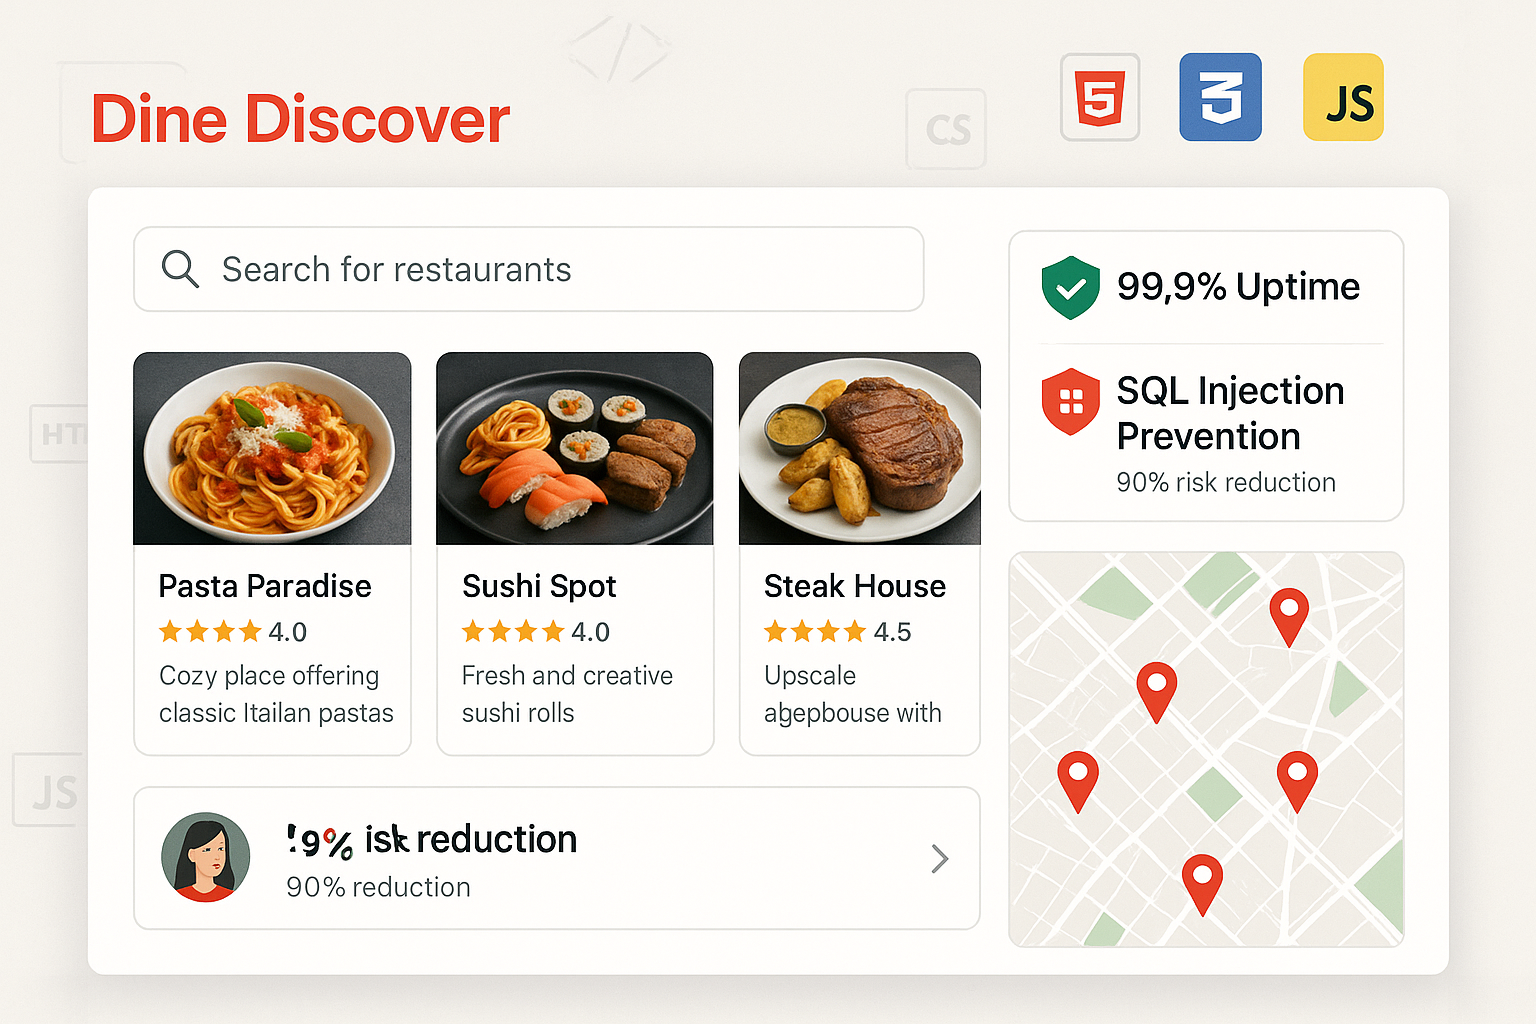 Dine Discover
CS
5
3
JS
Search for restaurants
99,9% Uptime
SQL Injection
Prevention
90% risk reduction
HT
Pasta Paradise
4.0
Cozy place offering
classic Itailan pastas
Sushi Spot
4.0
Fresh and creative
sushi rolls
Steak House
4.5
Upscale
agepbouse with
JS
!9% isk reduction
90% reduction